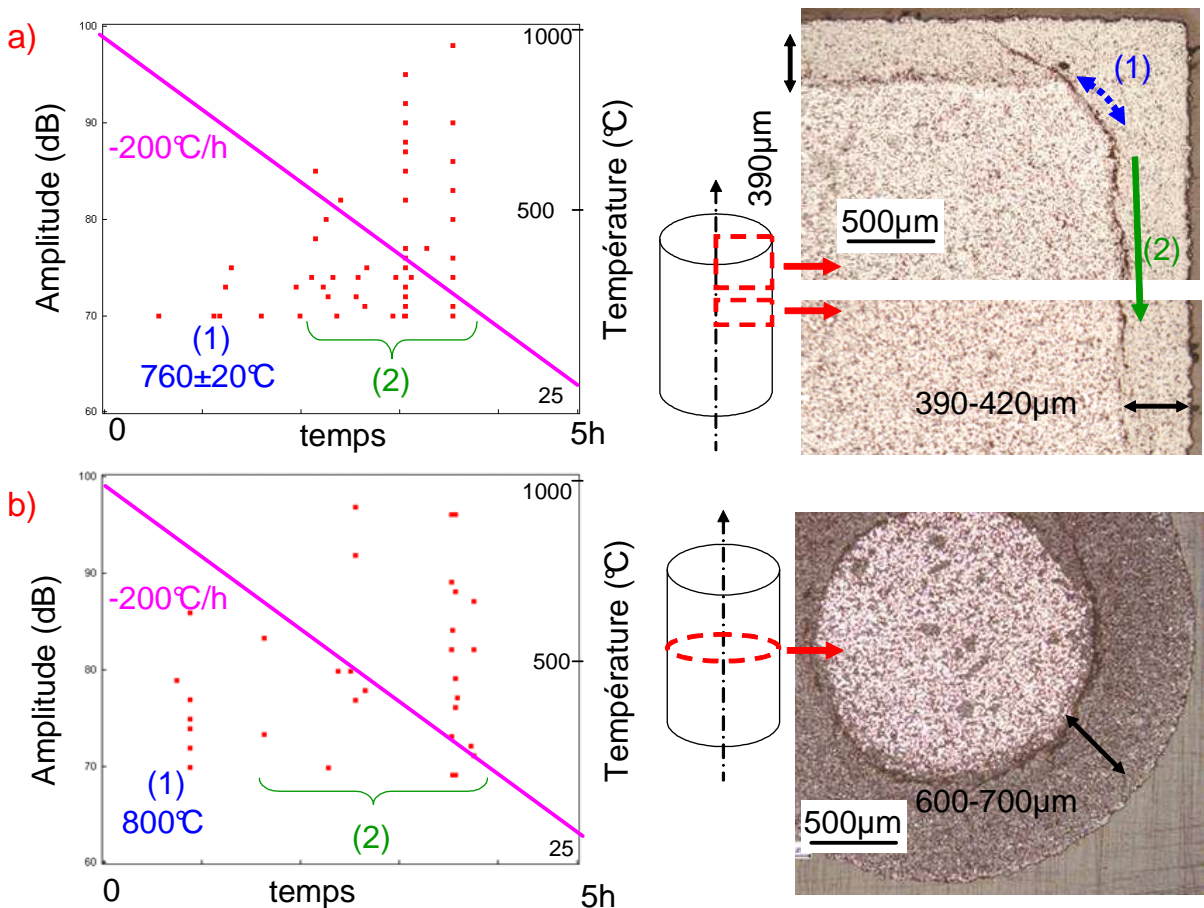 a)
100
90
80
70
60
Amplitude (dB)
-200°C/h
(1)
760±20°C
(2)
0
temps
5h
1000
500
25
Température (°C)
390µm
(1)
500µm
(2)
390-420µm
b)
100
90
80
70
60
Amplitude (dB)
-200°C/h
(1)
800°C
(2)
0
temps
5h
1000
500
25
Température (°C)
600-700µm
500µm